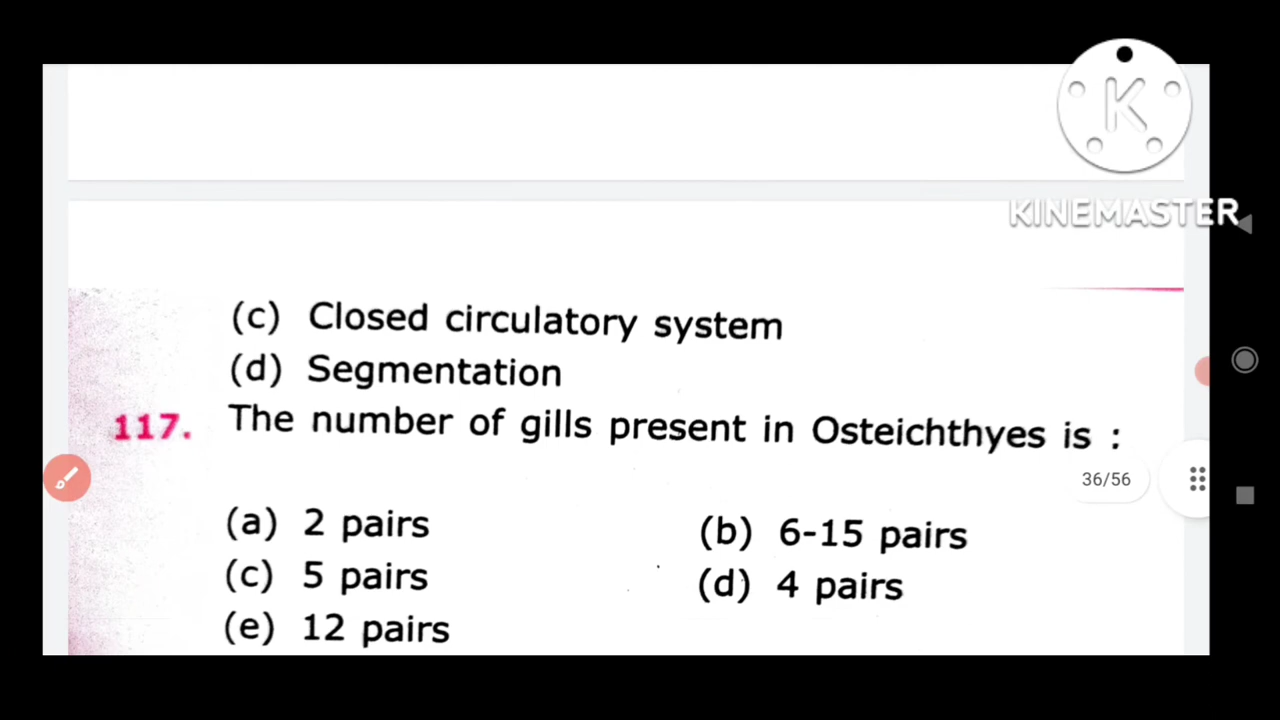 K
KINEMASTER
(c) Closed circulatory system
(d) Segmentation
117. The number of gills present in Osteichthyes is :
36/56
(a) 2 pairs (b) 6-15 pairs
(c) 5 pairs (d) 4 pairs
(e) 12 pairs